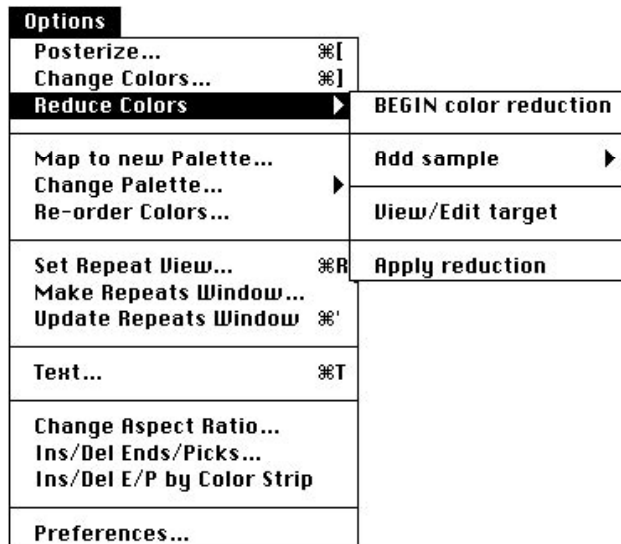 Options
Posterize... ⌘[
Change Colors... ⌘]
Reduce Colors ▶
BEGIN color reduction
Add sample ▶
View/Edit target
Apply reduction
Map to new Palette...
Change Palette... ▶
Re-order Colors...
Set Repeat View... ⌘R
Make Repeats Window...
Update Repeats Window ⌘'
Text... ⌘T
Change Aspect Ratio...
Ins/Del Ends/Picks...
Ins/Del E/P by Color Strip
Preferences...